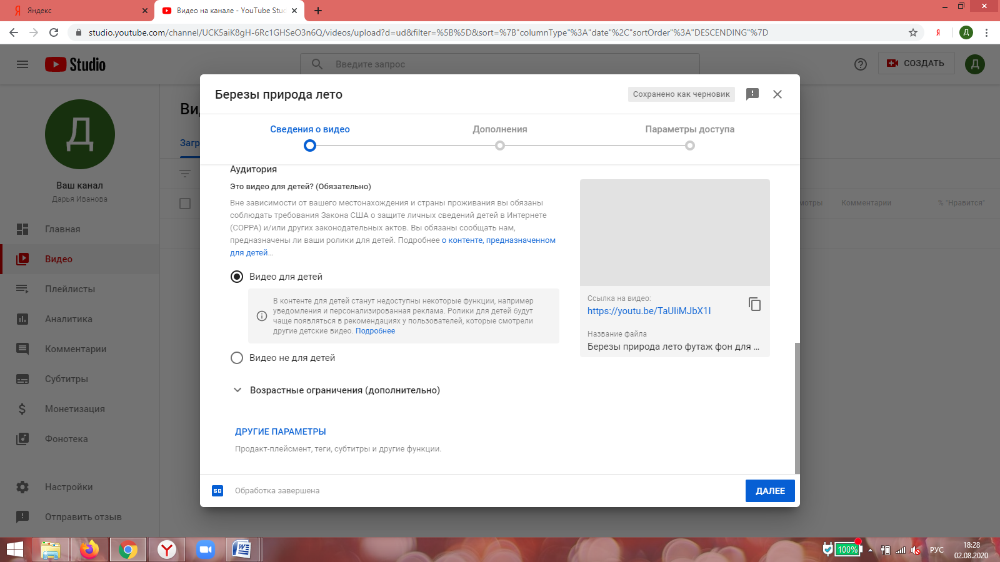 Яндекс
Видео на канале - YouTube Stud
studio.youtube.com/channel/UCK5aiK8gH-6Rc1GHSeO3n6Q/videos/upload?d=ud&filter=%5B%5D&sort=%7B"columnType"%3A"date"%2C"sortOrder"%3A"DESCENDING"%7D
Я
Д
Studio
Введите запрос
СОЗДАТЬ
Д
Д
Ваш канал
Дарья Иванова
Главная
Видео
Плейлисты
Аналитика
Комментарии
Субтитры
Монетизация
Фонотека
Настройки
Отправить отзыв
Ви
Загр
мотры
Комментарии
% "Нравится"
Березы природа лето
Сохранено как черновик
Сведения о видео
Дополнения
Параметры доступа
Аудитория
Это видео для детей? (Обязательно)
Вне зависимости от вашего местонахождения и страны проживания вы обязаны
соблюдать требования Закона США о защите личных сведений детей в Интернете
(COPPA) и/или других законодательных актов. Вы обязаны сообщать нам,
предназначены ли ваши ролики для детей. Подробнее о контенте, предназначенном
для детей…
Видео для детей
В контенте для детей станут недоступны некоторые функции, например
уведомления и персонализированная реклама. Ролики для детей будут
чаще появляться в рекомендациях у пользователей, которые смотрели
другие детские видео. Подробнее
Видео не для детей
Возрастные ограничения (дополнительно)
ДРУГИЕ ПАРАМЕТРЫ
Продакт-плейсмент, теги, субтитры и другие функции.
Ссылка на видео:
https://youtu.be/TaUIiMJbX1I
Название файла
Березы природа лето футаж фон для ...
SD
Обработка завершена
ДАЛЕЕ
100%
РУС
18:28
02.08.2020